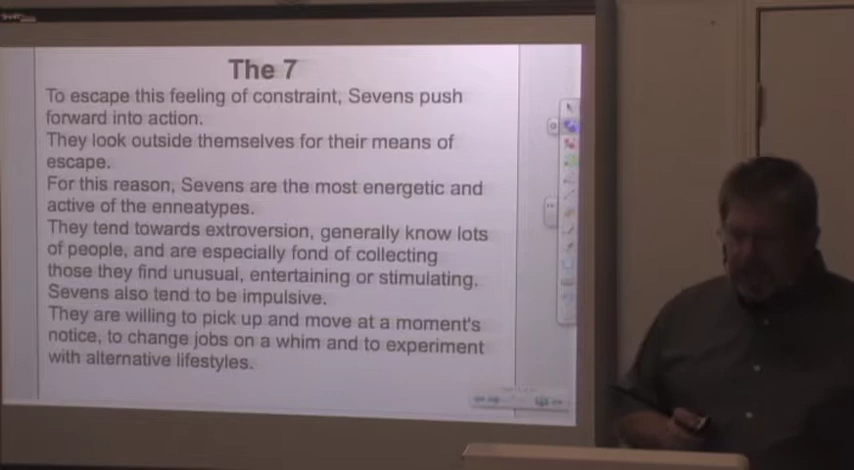 The 7
To escape this feeling of constraint, Sevens push
forward into action.
They look outside themselves for their means of
escape.
For this reason, Sevens are the most energetic and
active of the enneatypes.
They tend towards extroversion, generally know lots
of people, and are especially fond of collecting
those they find unusual, entertaining or stimulating.
Sevens also tend to be impulsive.
They are willing to pick up and move at a moment's
notice, to change jobs on a whim and to experiment
with alternative lifestyles.